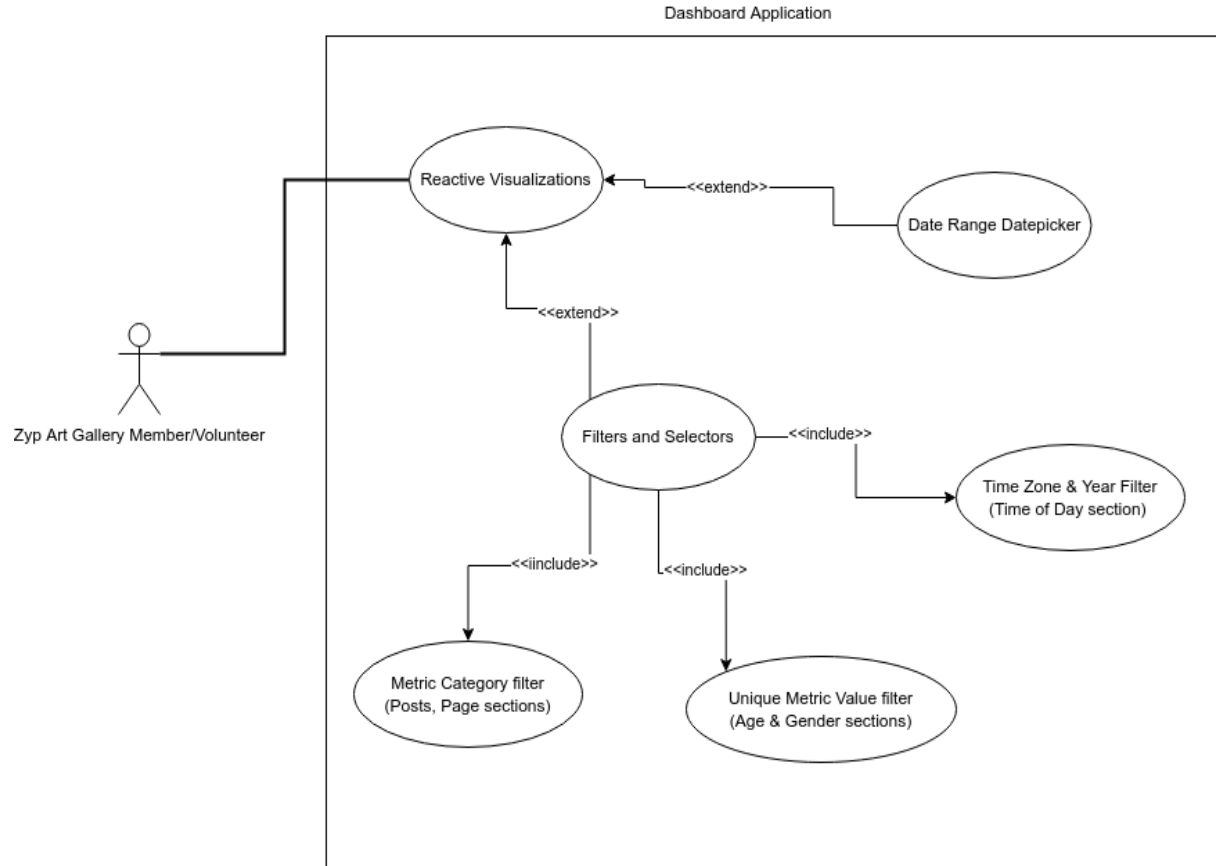 Dashboard Application
Reactive Visualizations
<<extend>>
Date Range Datepicker
<<extend>>
Zyp Art Gallery Member/Volunteer
Filters and Selectors
<<include>>
Time Zone & Year Filter
(Time of Day section)
<<iinclude>>
<<include>>
Metric Category filter
(Posts, Page sections)
Unique Metric Value filter
(Age & Gender sections)